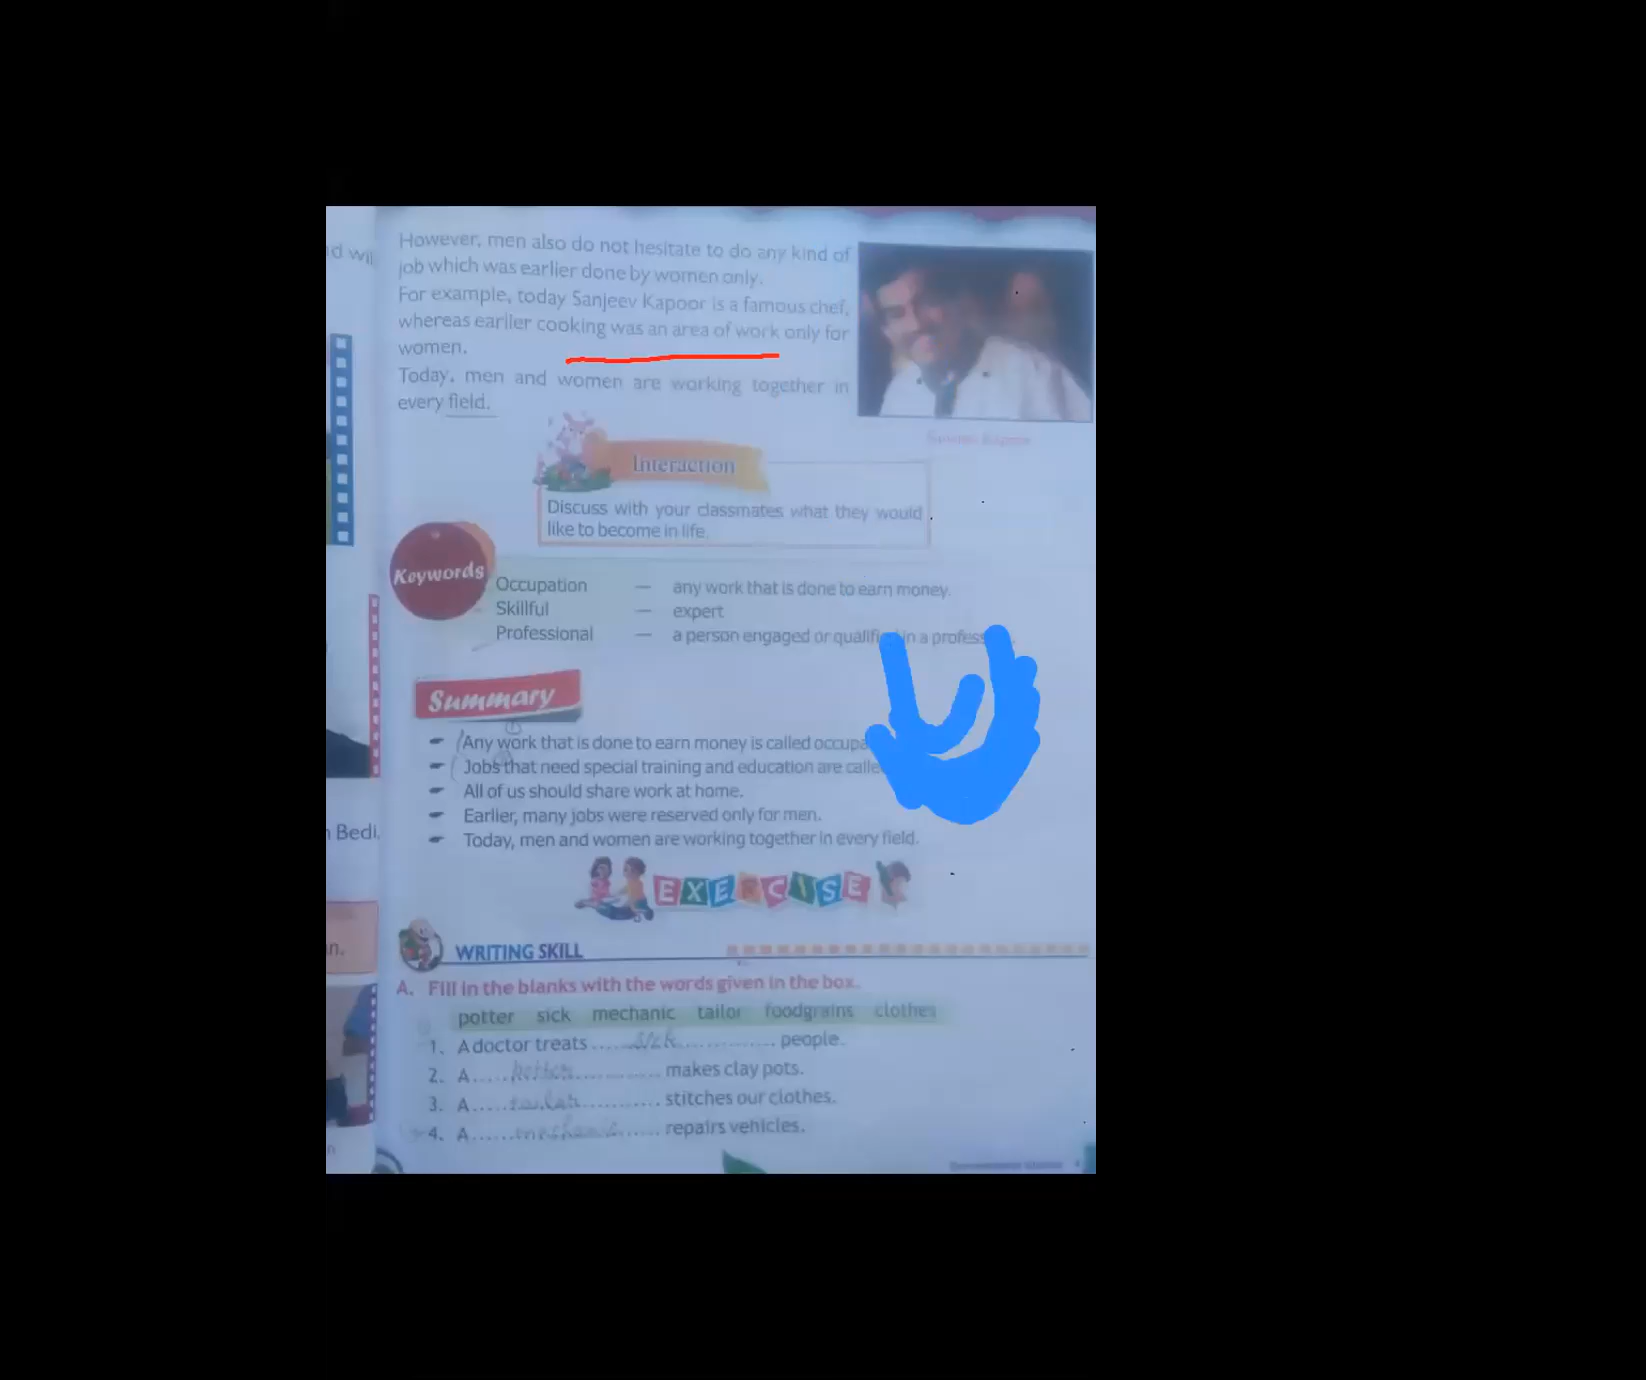 However, men also do not hesitate to do any kind of
job which was earlier done by women only.
For example, today Sanjeev Kapoor is a famous chef,
whereas earlier cooking was an area of work only for
women.
Today, men and women are working together in
every field.
Interaction
Discuss with your classmates what they would
like to become in life.
Keywords
Occupation — any work that is done to earn money.
Skillful — expert
Professional — a person engaged or qualified in a
Summary
Any work that is done to earn money is called
Jobs that need special training and education are
All of us should share work at home.
Earlier, many jobs were reserved only for men.
Today, men and women are working together in every field.
EXERCISE
WRITING SKILL
A. Fill in the blanks with the words given in the box.
potter sick mechanic tailor foodgrains clothes
1. A doctor treats ......sick.................. people.
2. A......potter................ makes clay pots.
3. A.....tailor............... stitches our clothes.
4. A......mechanic....... repairs vehicles.
Bedi.